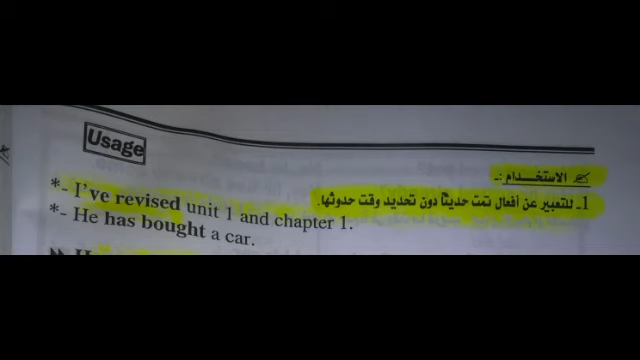 Usage
الاستخدام :-
1ـ للتعبير عن أفعال تمت حديثاً دون تحديد وقت حدوثها.
*- I've revised unit 1 and chapter 1.
*- He has bought a car.